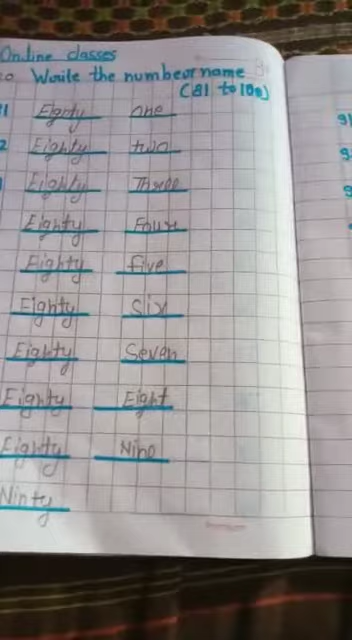 Online classes
Write the number name
(81 to 100)
Eighty one
Eighty two
Eighty Three
Eighty Four
Eighty five
Eighty Six
Eighty Seven
Eighty Eight
Eighty Nine
Ninty